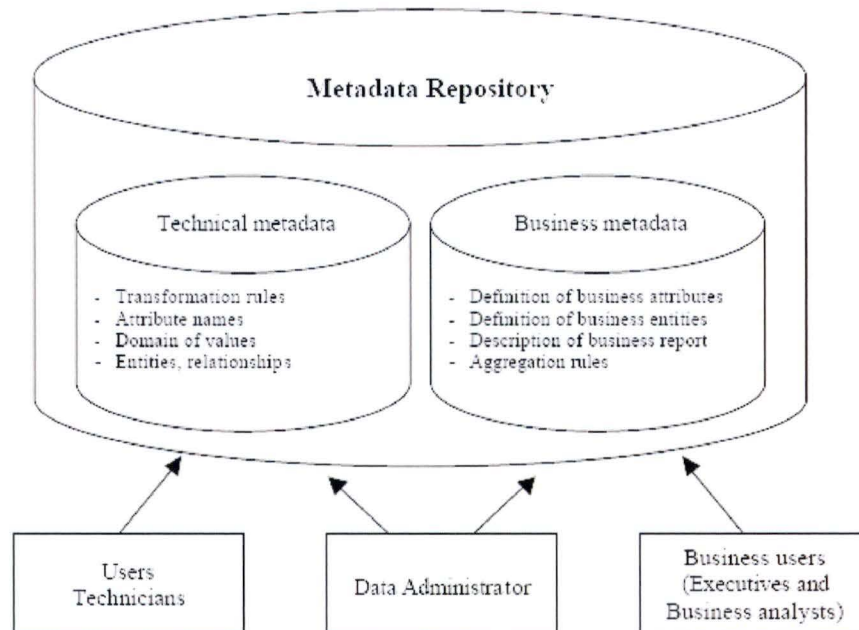 Metadata Repository
Technical metadata
- Transformation rules
- Attribute names
- Domain of values
- Entities, relationships
Business metadata
- Definition of business attributes
- Definition of business entities
- Description of business report
- Aggregation rules
Users
Technicians
Data Administrator
Business users
(Executives and
Business analysts)